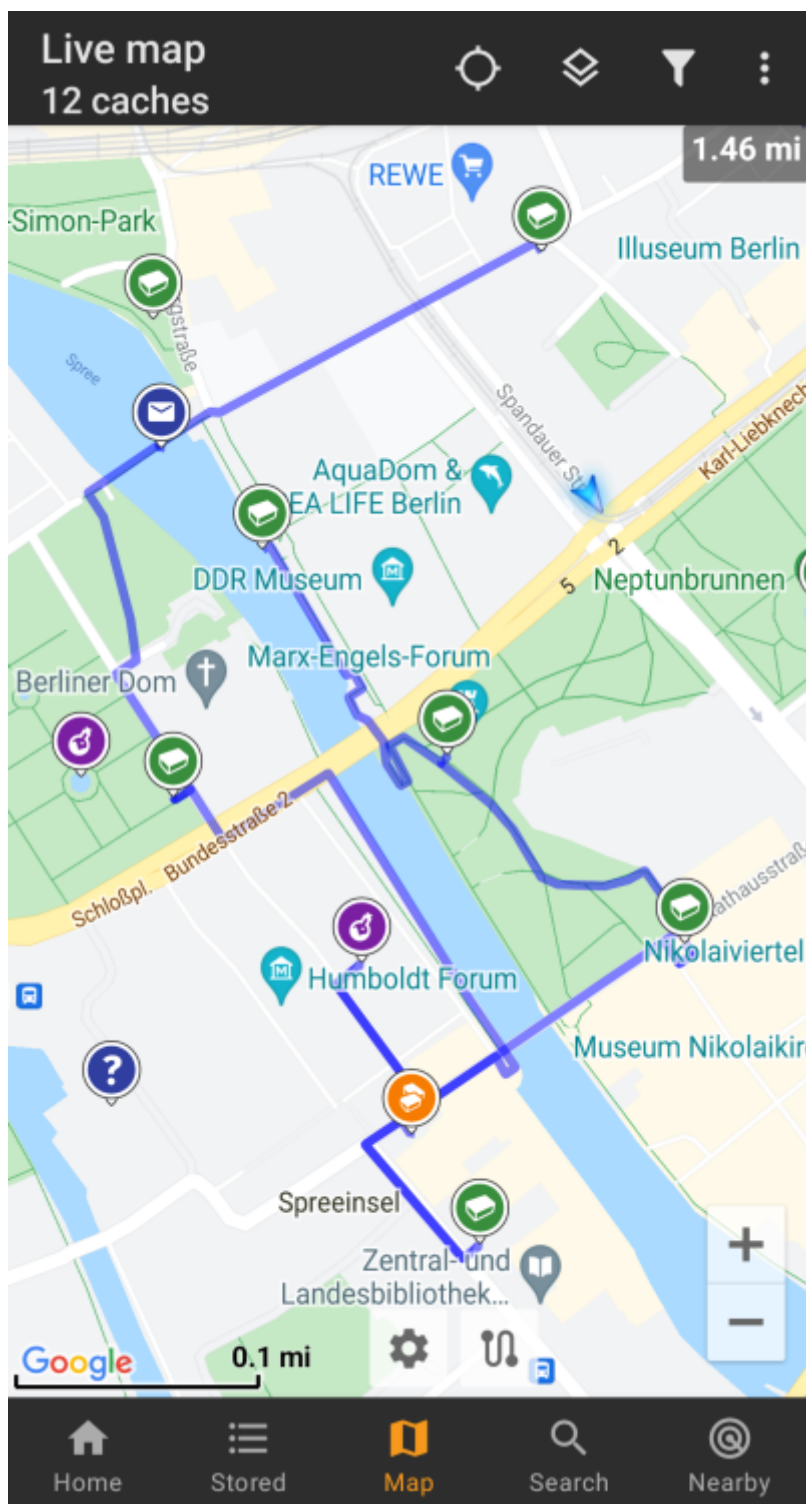 Live map
12 caches
1.46 mi
REWE
-Simon-Park
Illuseum Berlin
Spree
Spandauer Str
Karl-Liebknech
AquaDom &
EA LIFE Berlin
2
5
DDR Museum
Neptunbrunnen
Marx-Engels-Forum
Berliner Dom
Schloßpl.
Bundesstraße 2
athausstraß
Nikolaiviertel
Humboldt Forum
?
Museum Nikolaikir
Spreeinsel
Zentral- und
Landesbibliothek...
+
−
Google
0.1 mi
Home
Stored
Map
Search
Nearby